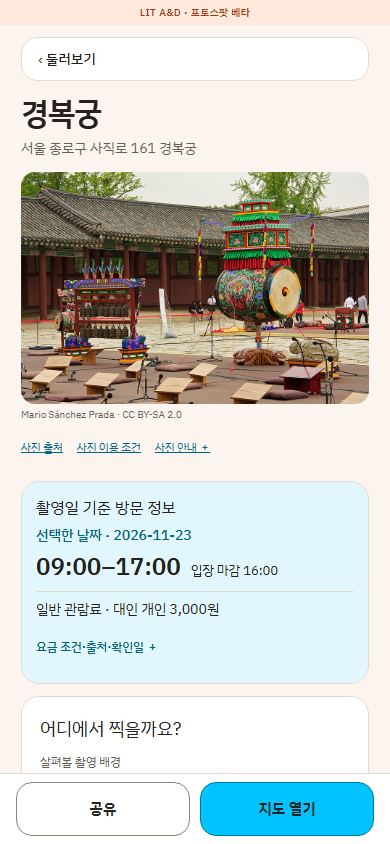 LIT A&D · 포토스팟 베타
‹ 둘러보기
경복궁
서울 종로구 사직로 161 경복궁
Mario Sánchez Prada · CC BY-SA 2.0
사진 출처 사진 이용 조건 사진 안내 +
촬영일 기준 방문 정보
선택한 날짜 · 2026-11-23
09:00–17:00 입장 마감 16:00
일반 관람료 · 대인 개인 3,000원
요금 조건·출처·확인일 +
어디에서 찍을까요?
살펴볼 촬영 배경
공유 지도 열기